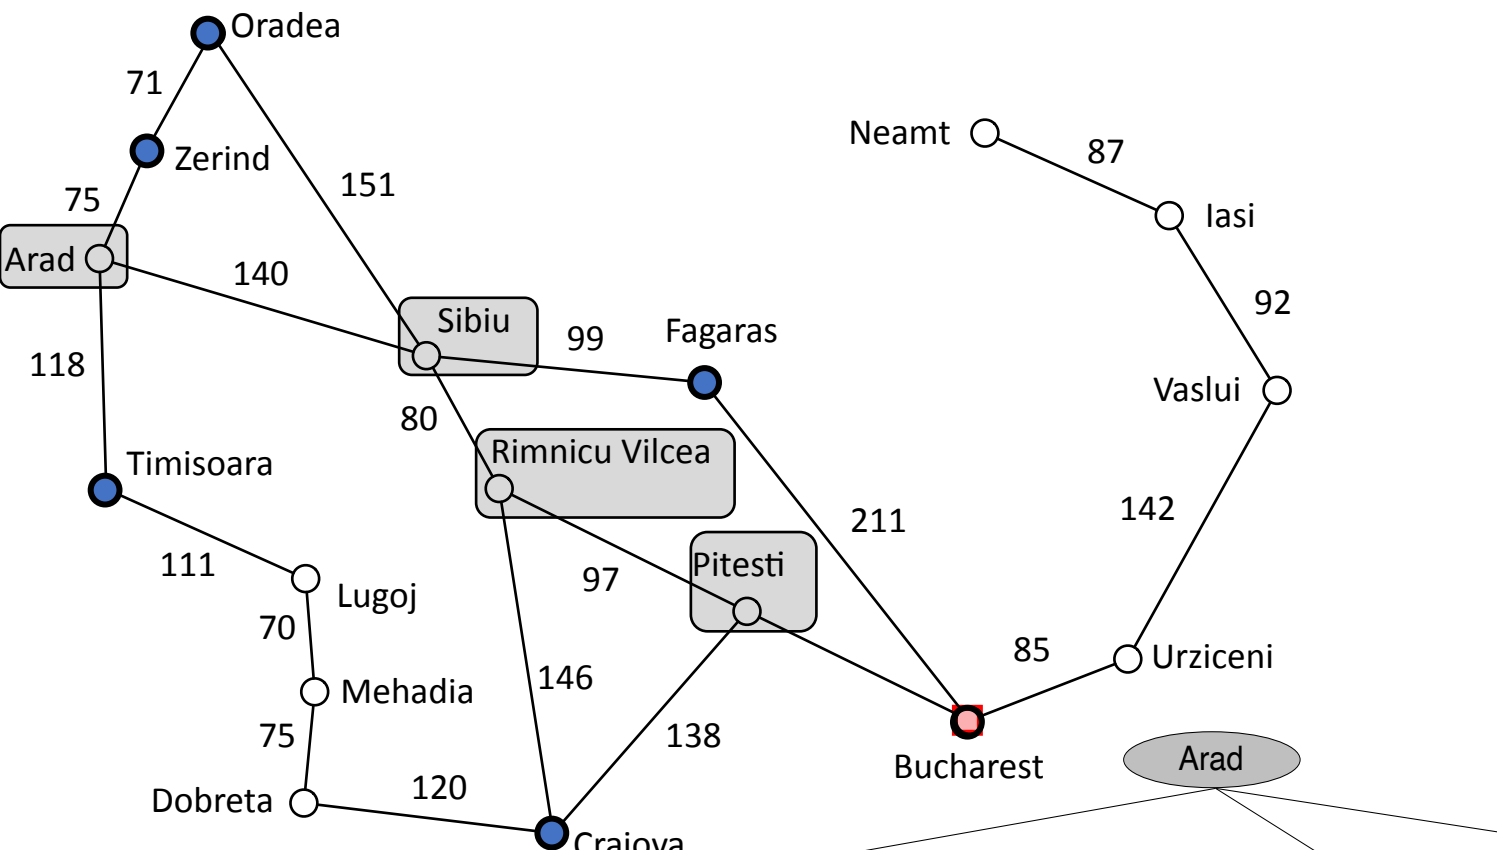 Oradea
71
Neamt
87
Zerind
151
75
Iasi
Arad
140
92
Sibiu
99
Fagaras
118
Vaslui
80
Rimnicu Vilcea
Timisoara
142
211
111
97
Pitesti
Lugoj
70
85
Urziceni
146
Mehadia
75
138
Bucharest
Arad
120
Dobreta
Craiova